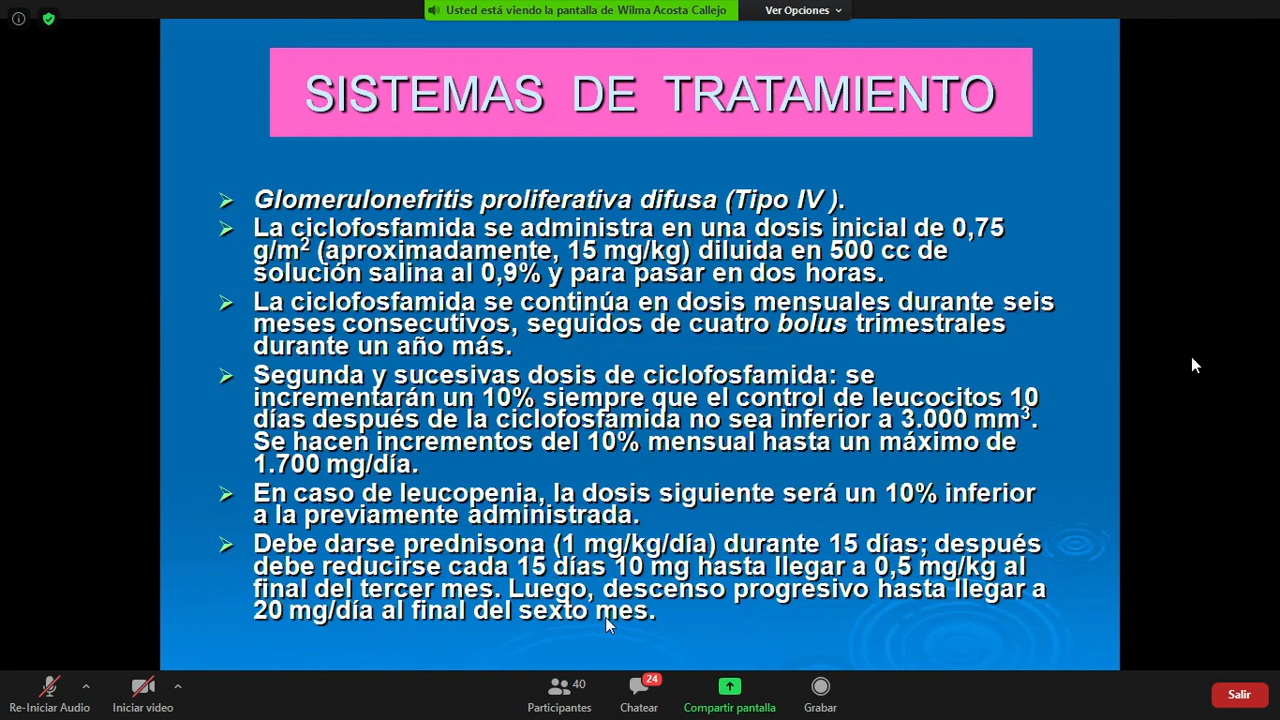 Usted está viendo la pantalla de Wilma Acosta Callejo
Ver Opciones
SISTEMAS DE TRATAMIENTO
Glomerulonefritis proliferativa difusa (Tipo IV ).
La ciclofosfamida se administra en una dosis inicial de 0,75
g/m² (aproximadamente, 15 mg/kg) diluida en 500 cc de
solución salina al 0,9% y para pasar en dos horas.
La ciclofosfamida se continúa en dosis mensuales durante seis
meses consecutivos, seguidos de cuatro bolus trimestrales
durante un año más.
Segunda y sucesivas dosis de ciclofosfamida: se
incrementarán un 10% siempre que el control de leucocitos 10
días después de la ciclofosfamida no sea inferior a 3.000 mm³.
Se hacen incrementos del 10% mensual hasta un máximo de
1.700 mg/día.
En caso de leucopenia, la dosis siguiente será un 10% inferior
a la previamente administrada.
Debe darse prednisona (1 mg/kg/día) durante 15 días; después
debe reducirse cada 15 días 10 mg hasta llegar a 0,5 mg/kg al
final del tercer mes. Luego, descenso progresivo hasta llegar a
20 mg/día al final del sexto mes.
40
24
Re-Iniciar Audio
Iniciar video
Participantes
Chatear
Compartir pantalla
Grabar
Salir